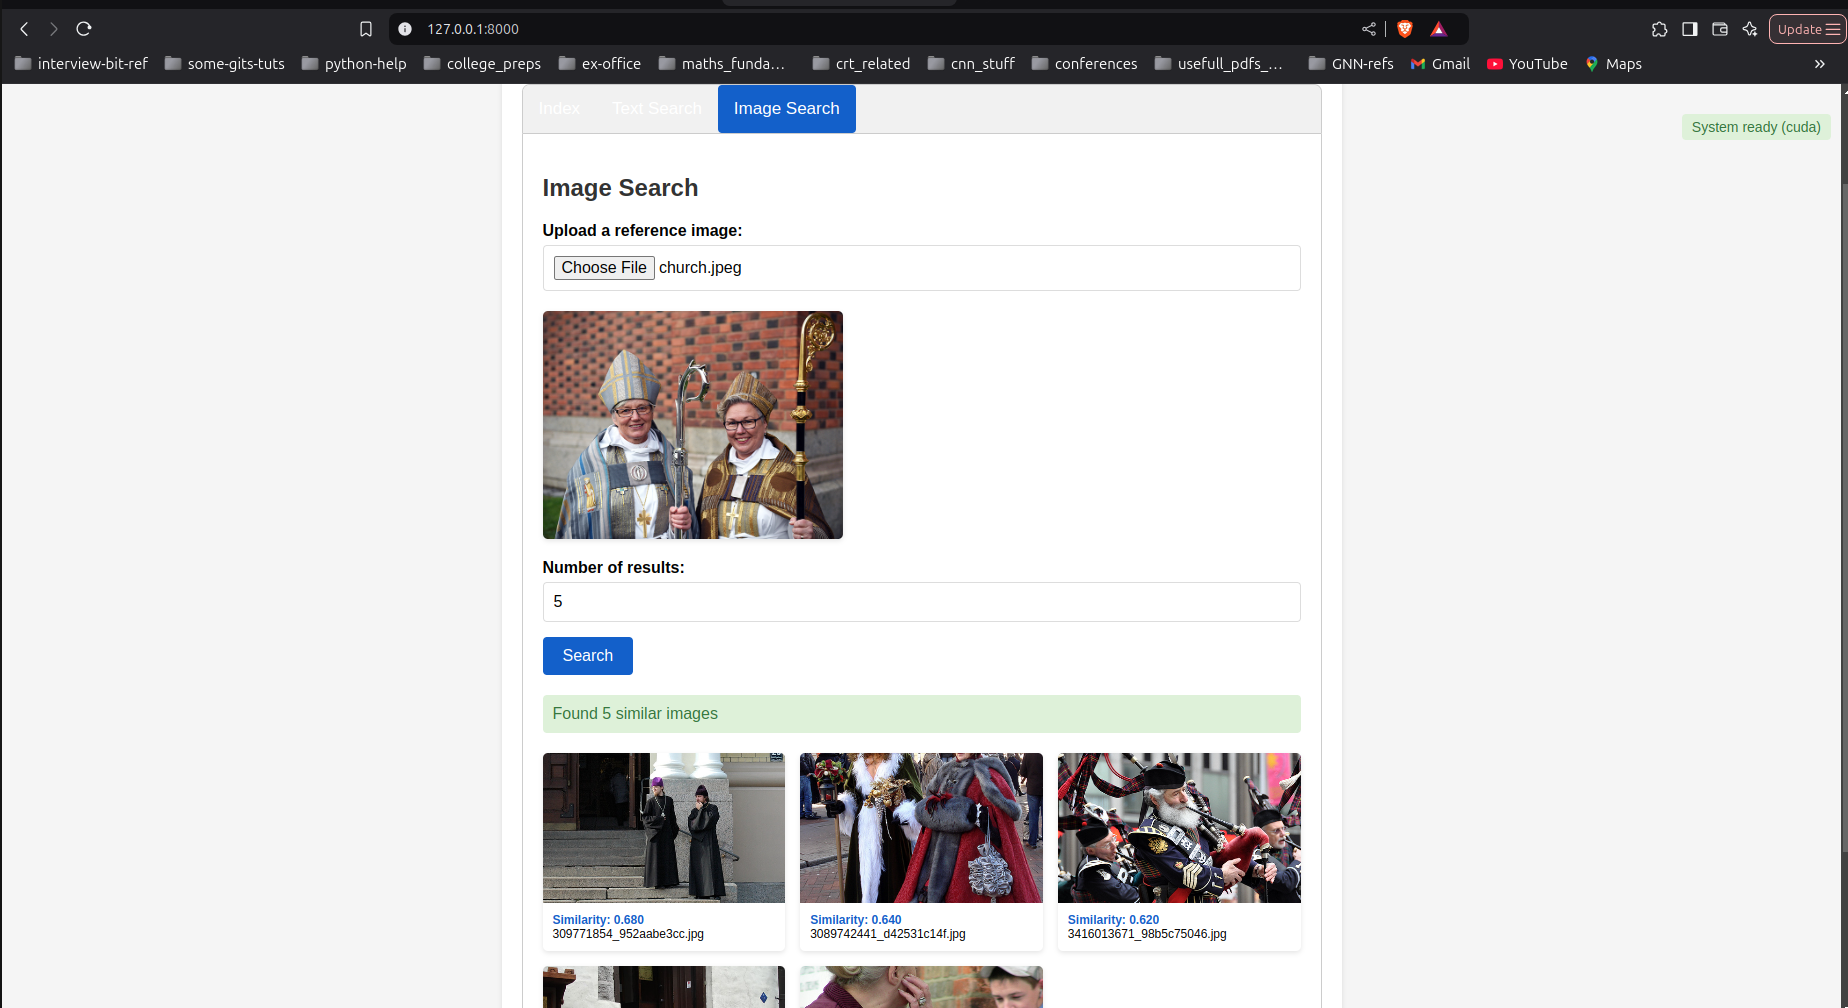 127.0.0.1:8000
Update
interview-bit-ref some-gits-tuts python-help college_preps ex-office maths_funda... crt_related cnn_stuff conferences usefull_pdfs_... GNN-refs Gmail YouTube Maps »
Index Text Search Image Search
System ready (cuda)
Image Search
Upload a reference image:
Choose File church.jpeg
Number of results:
5
Search
Found 5 similar images
Similarity: 0.680
309771854_952aabe3cc.jpg
Similarity: 0.640
3089742441_d42531c14f.jpg
Similarity: 0.620
3416013671_98b5c75046.jpg